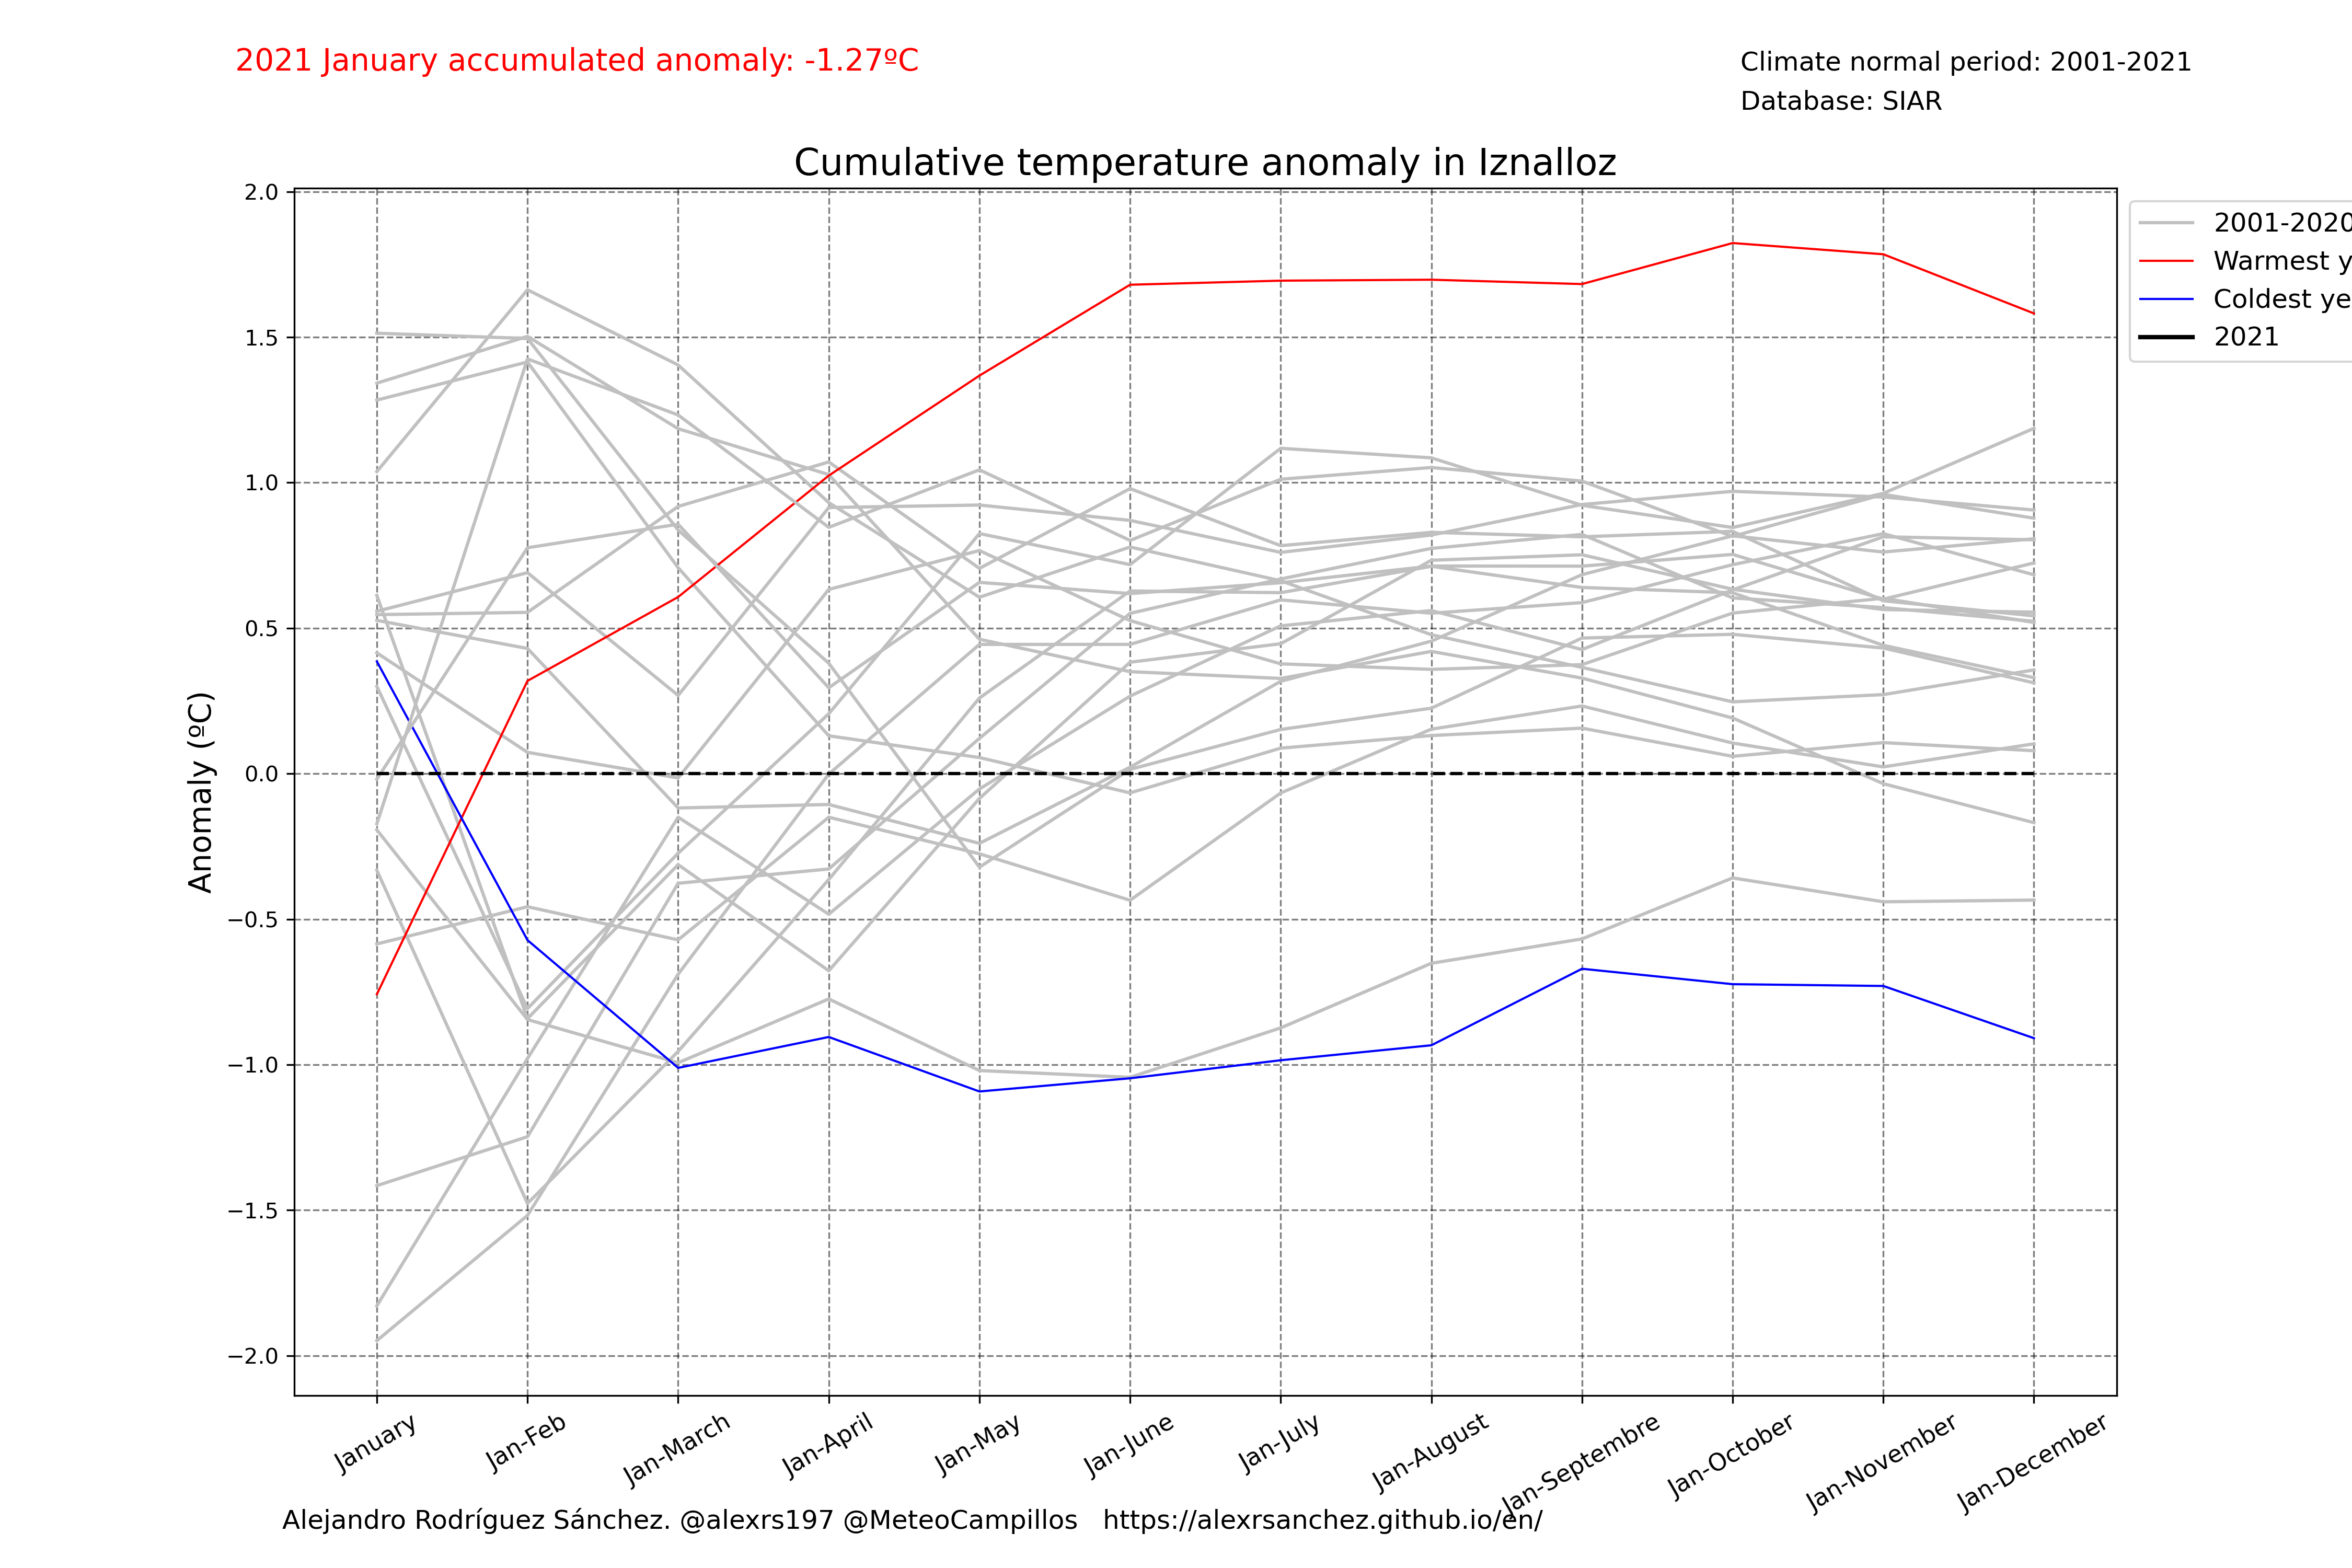 2021 January accumulated anomaly: -1.27ºC
Climate normal period: 2001-2021
Database: SIAR
Cumulative temperature anomaly in Iznalloz
2001-2020
Warmest
Coldest
2021
Anomaly (ºC)
2.0
1.5
1.0
0.5
0.0
−0.5
−1.0
−1.5
−2.0
January
Jan-Feb
Jan-March
Jan-April
Jan-May
Jan-June
Jan-July
Jan-August
Jan-Septembre
Jan-October
Jan-November
Jan-December
Alejandro Rodríguez Sánchez. @alexrs197 @MeteoCampillos https://alexrsanchez.github.io/en/